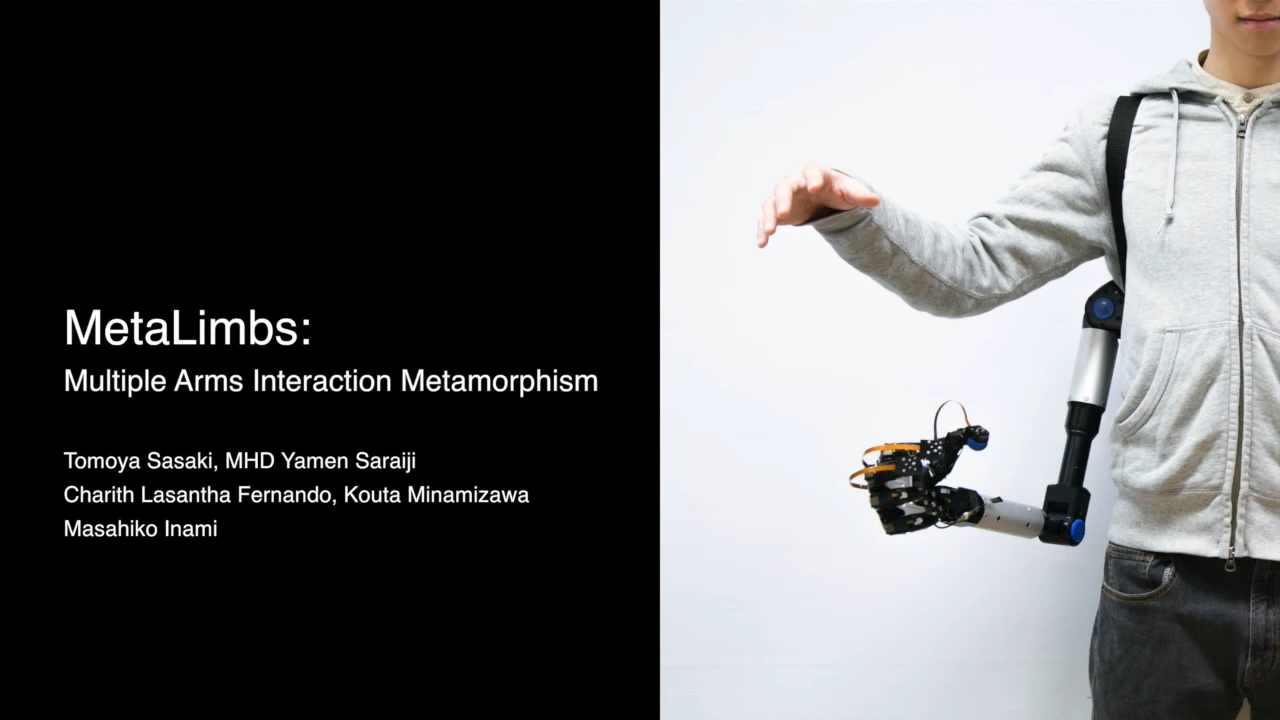 MetaLimbs:
Multiple Arms Interaction Metamorphism
Tomoya Sasaki, MHD Yamen Saraiji
Charith Lasantha Fernando, Kouta Minamizawa
Masahiko Inami